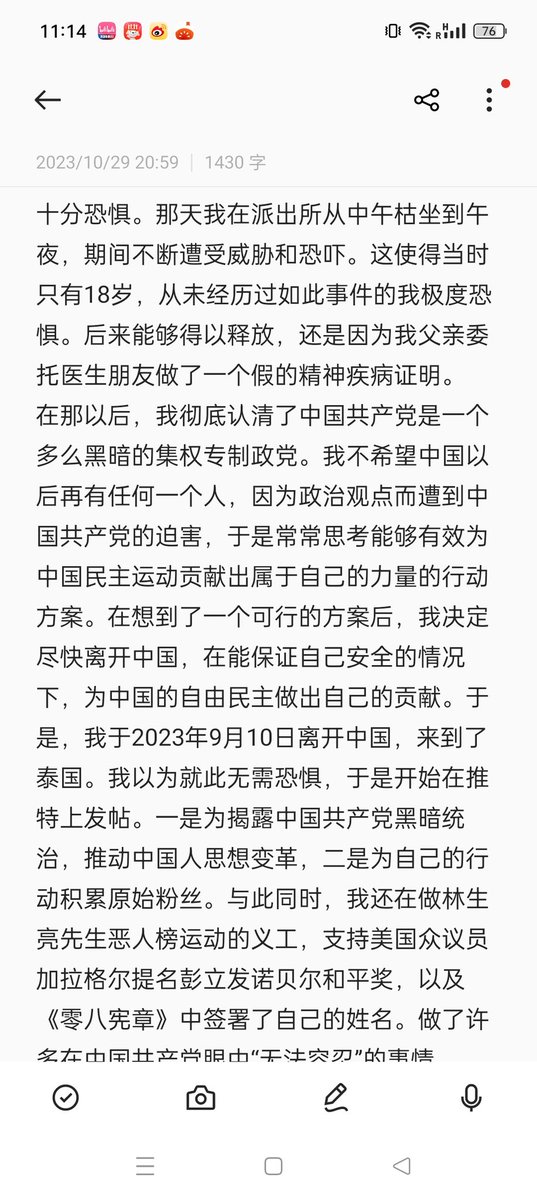 11:14
76
2023/10/29 20:59 | 1430 字
十分恐惧。那天我在派出所从中午枯坐到午
夜，期间不断遭受威胁和恐吓。这使得当时
只有18岁，从未经历过如此事件的我极度恐
惧。后来能够得以释放，还是因为我父亲委
托医生朋友做了一个假的精神疾病证明。
在那以后，我彻底认清了中国共产党是一个
多么黑暗的集权专制政党。我不希望中国以
后再有任何一个人，因为政治观点而遭到中
国共产党的迫害，于是常常思考能够有效为
中国民主运动贡献出属于自己的力量的行动
方案。在想到了一个可行的方案后，我决定
尽快离开中国，在能保证自己安全的情况
下，为中国的自由民主做出自己的贡献。于
是，我于2023年9月10日离开中国，来到了
泰国。我以为就此无需恐惧，于是开始在推
特上发帖。一是为揭露中国共产党黑暗统
治，推动中国人思想变革，二是为自己的行
动积累原始粉丝。与此同时，我还在做林生
亮先生恶人榜运动的义工，支持美国众议员
加拉格尔提名彭立发诺贝尔和平奖，以及
《零八宪章》中签署了自己的姓名。做了许
多在中国共产党眼中“无法容忍”的事情